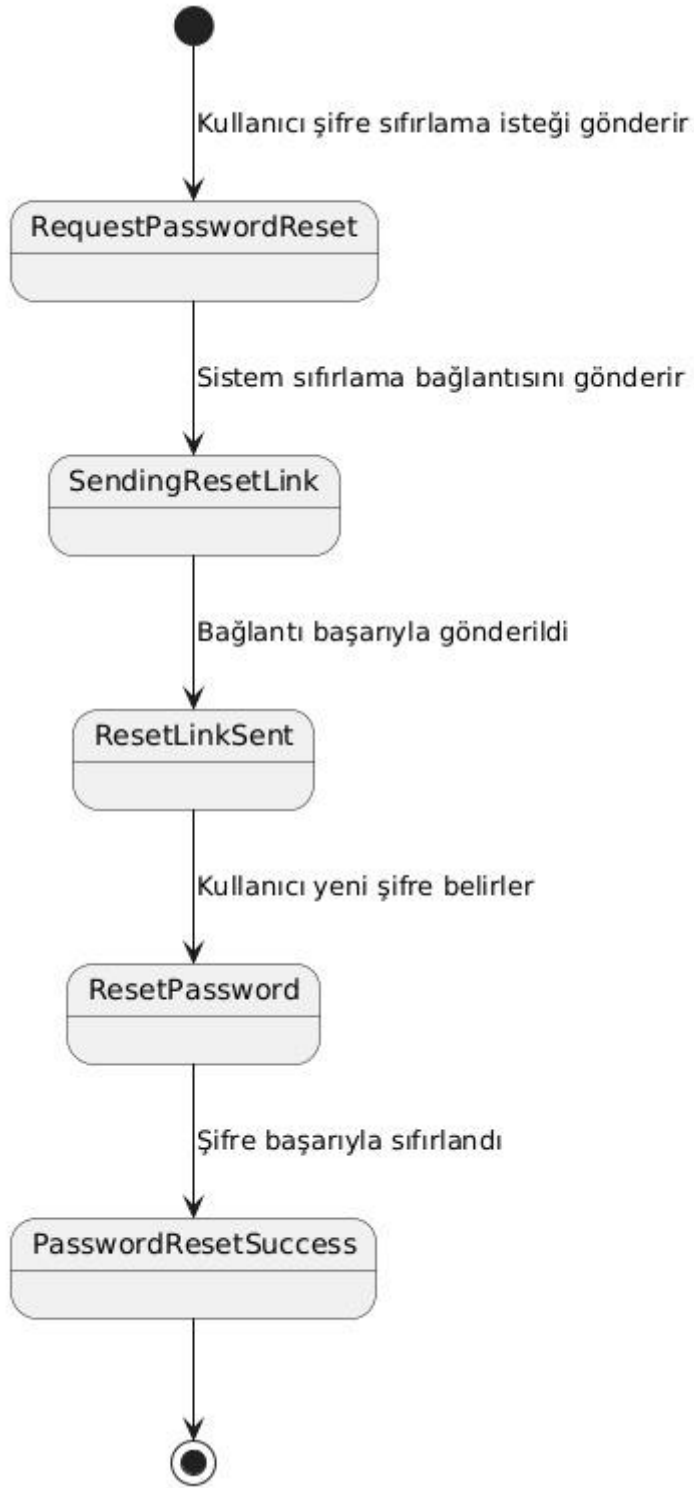 Kullanıcı şifre sıfırlama isteği gönderir
RequestPasswordReset
Sistem sıfırlama bağlantısını gönderir
SendingResetLink
Bağlantı başarıyla gönderildi
ResetLinkSent
Kullanıcı yeni şifre belirler
ResetPassword
Şifre başarıyla sıfırlandı
PasswordResetSuccess